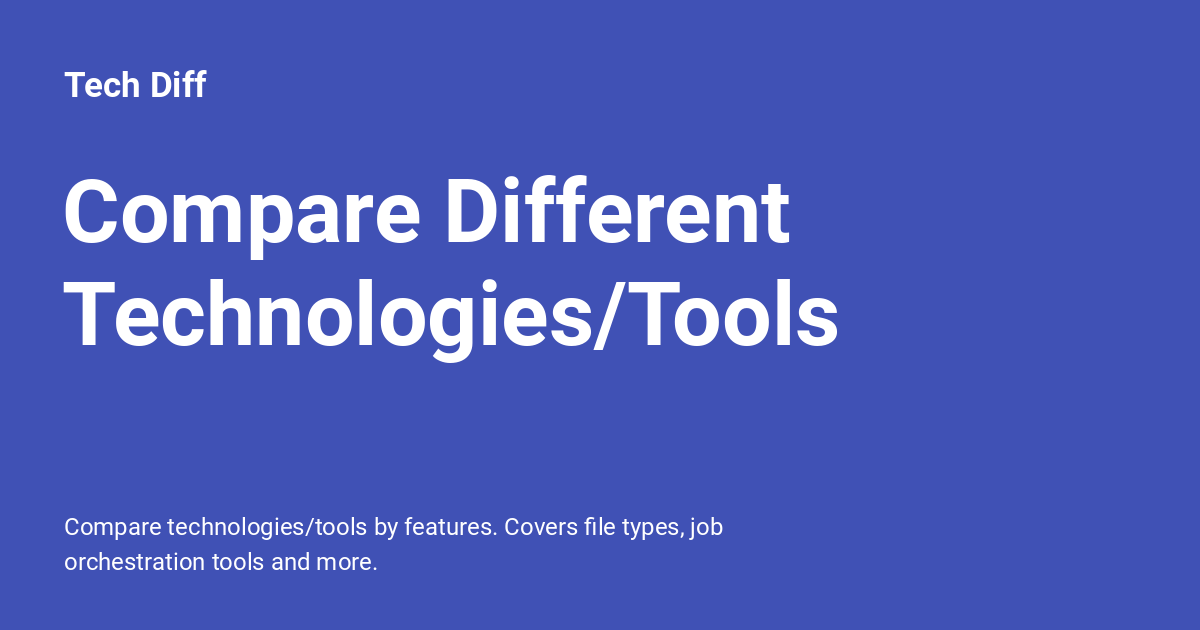 Tech Diff
Compare Different
Technologies/Tools
Compare technologies/tools by features. Covers file types, job
orchestration tools and more.